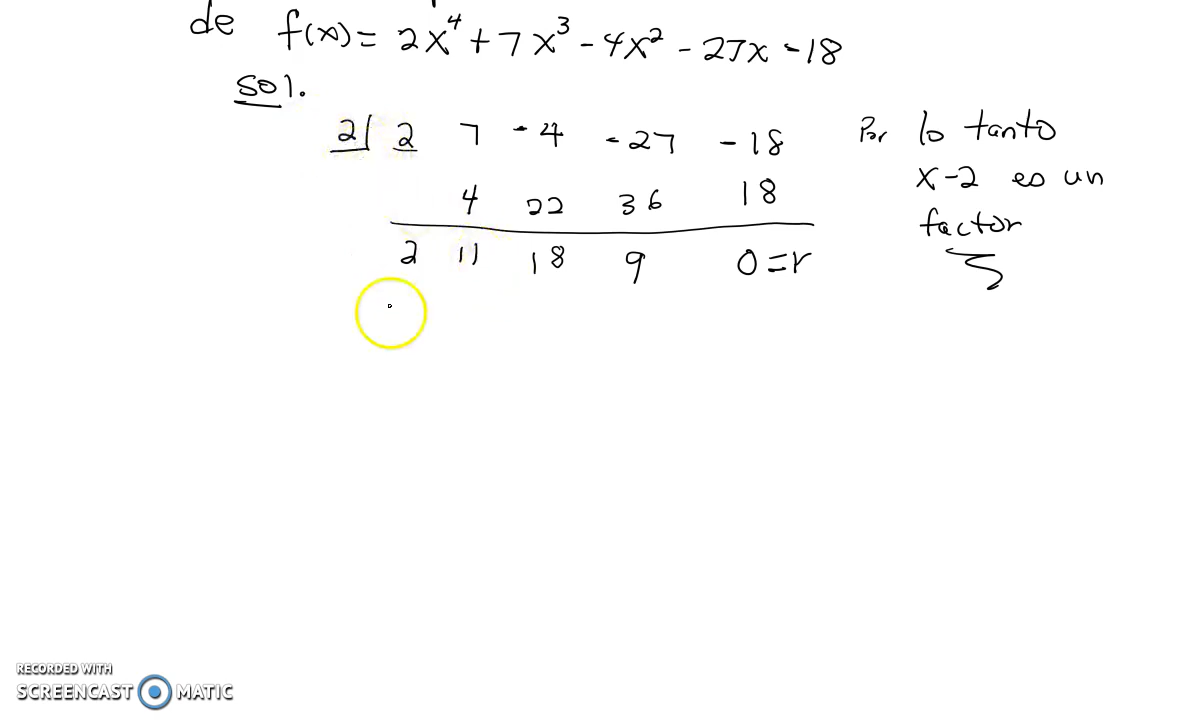 de f(x) = 2x⁴ + 7x³ - 4x² - 27x - 18
sol.
2| 2 7 -4 -27 -18
4 22 36 18
2 11 18 9 0 = r
Por lo tanto
x-2 es un
factor
RECORDED WITH
SCREENCAST MATIC